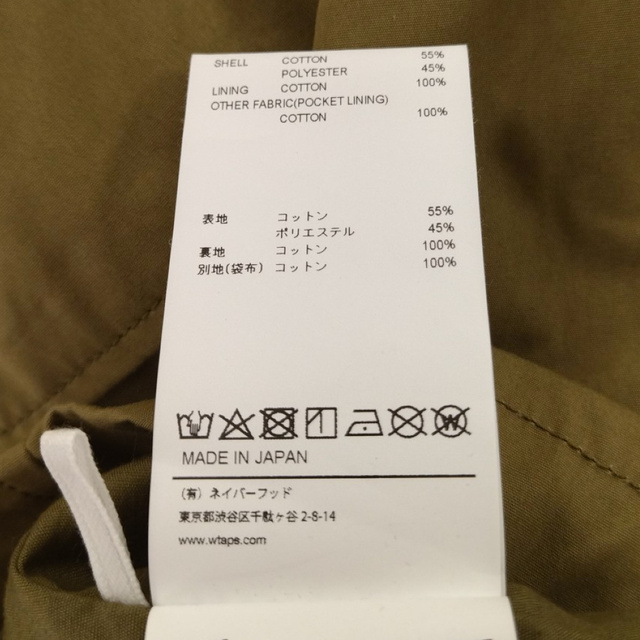 SHELL COTTON 55%
POLYESTER 45%
LINING COTTON 100%
OTHER FABRIC(POCKET LINING)
COTTON 100%
表地 コットン 55%
ポリエステル 45%
裏地 コットン 100%
別地(袋布) コットン 100%
W
MADE IN JAPAN
(有) ネイバーフッド
東京都渋谷区千駄ヶ谷 2-8-14
www.wtaps.com